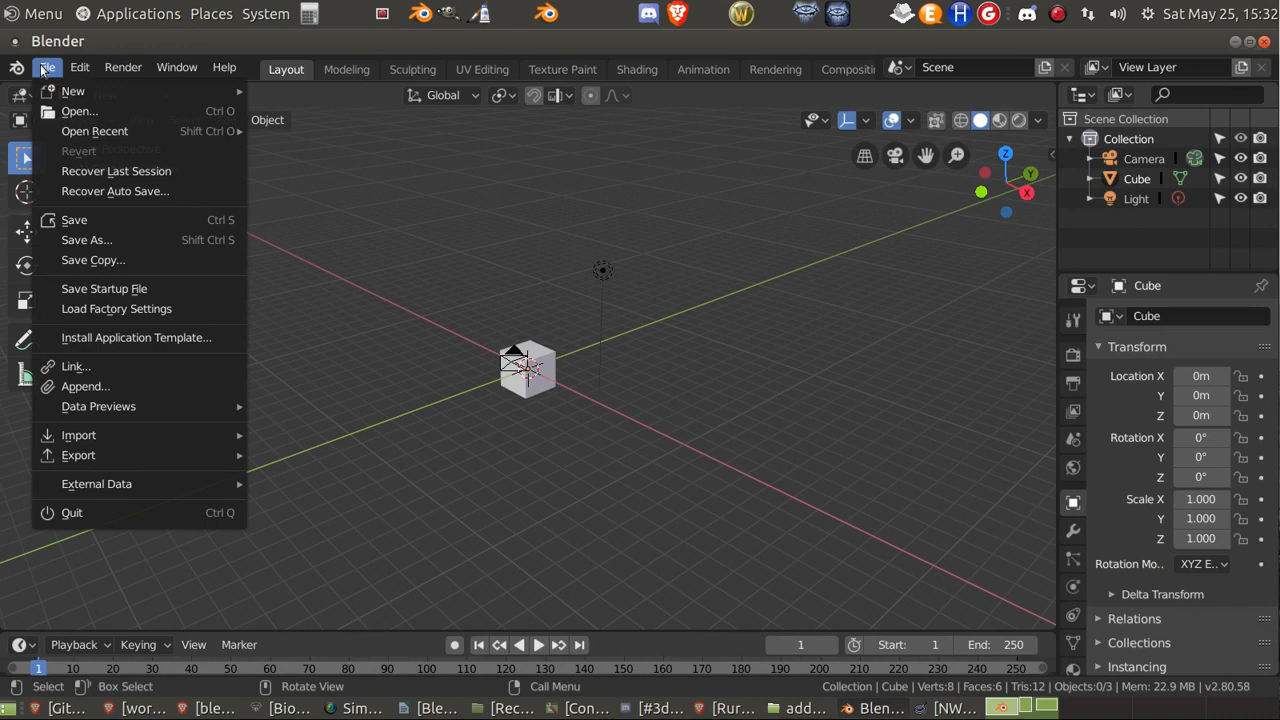 Menu Applications Places System Sat May 25, 15:32
Blender
File Edit Render Window Help Layout Modeling Sculpting UV Editing Texture Paint Shading Animation Rendering Compositi Scene View Layer
New
Open... Ctrl O
Open Recent Shift Ctrl O
Revert
Recover Last Session
Recover Auto Save...
Save Ctrl S
Save As... Shift Ctrl S
Save Copy...
Save Startup File
Load Factory Settings
Install Application Template...
Link...
Append...
Data Previews
Import
Export
External Data
Quit Ctrl Q
Global
Object
Z
Y
X
Scene Collection
Collection
Camera
Cube
Light
Cube
Cube
Transform
Location X 0m
Y 0m
Z 0m
Rotation X 0°
Y 0°
Z 0°
Scale X 1.000
Y 1.000
Z 1.000
Rotation Mo.. XYZ E..
Delta Transform
Relations
Collections
Instancing
Playback Keying View Marker 1 Start: 1 End: 250
1 10 20 30 40 50 60 70 80 90 100 110 120 130 140 150 160 170 180 190 200 210 220 230 240 250
Select Box Select Rotate View Call Menu Collection | Cube | Verts:8 | Faces:6 | Tris:12 | Objects:0/3 | Mem: 22.9 MB | v2.80.58
[Git... [wor... [ble... [Bio... Sim... [Ble... [Rec... [Con... [#3d... [Rur... add... Blen... [NW...